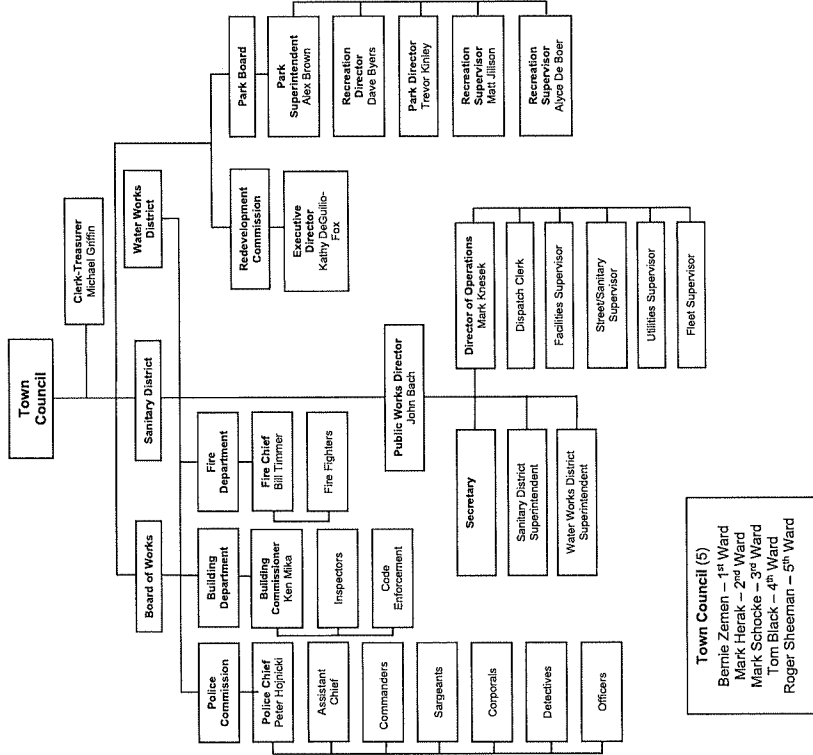 Town
Council
Clerk-Treasurer
Michael Griffin
Board of Works
Sanitary District
Water Works
District
Police
Commission
Police Chief
Peter Hojnicki
Assistant
Chief
Commanders
Sargeants
Corporals
Detectives
Officers
Building
Department
Building
Commissioner
Ken Mika
Inspectors
Code
Enforcement
Fire
Department
Fire Chief
Bill Timmer
Fire Fighters
Redevelopment
Commission
Executive
Director
Kathy DeGuilio-
Fox
Park Board
Park
Superintendent
Alex Brown
Recreation
Director
Dave Byers
Park Director
Trevor Kinley
Recreation
Supervisor
Matt Jillson
Recreation
Supervisor
Alyce De Boer
Public Works Director
John Bach
Secretary
Sanitary District
Superintendent
Water Works District
Superintendent
Director of Operations
Mark Knesek
Dispatch Clerk
Facilities Supervisor
Street/Sanitary
Supervisor
Utilities Supervisor
Fleet Supervisor
Town Council (5)
Bernie Zemen – 1st Ward
Mark Herak – 2nd Ward
Mark Schocke – 3rd Ward
Tom Black – 4th Ward
Roger Sheeman – 5th Ward